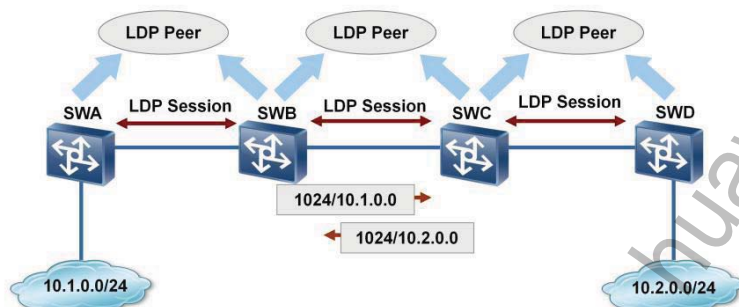 LDP Peer
LDP Peer
LDP Peer
SWA
LDP Session
SWB
LDP Session
SWC
LDP Session
SWD
1024/10.1.0.0
1024/10.2.0.0
10.1.0.0/24
10.2.0.0/24
huaw